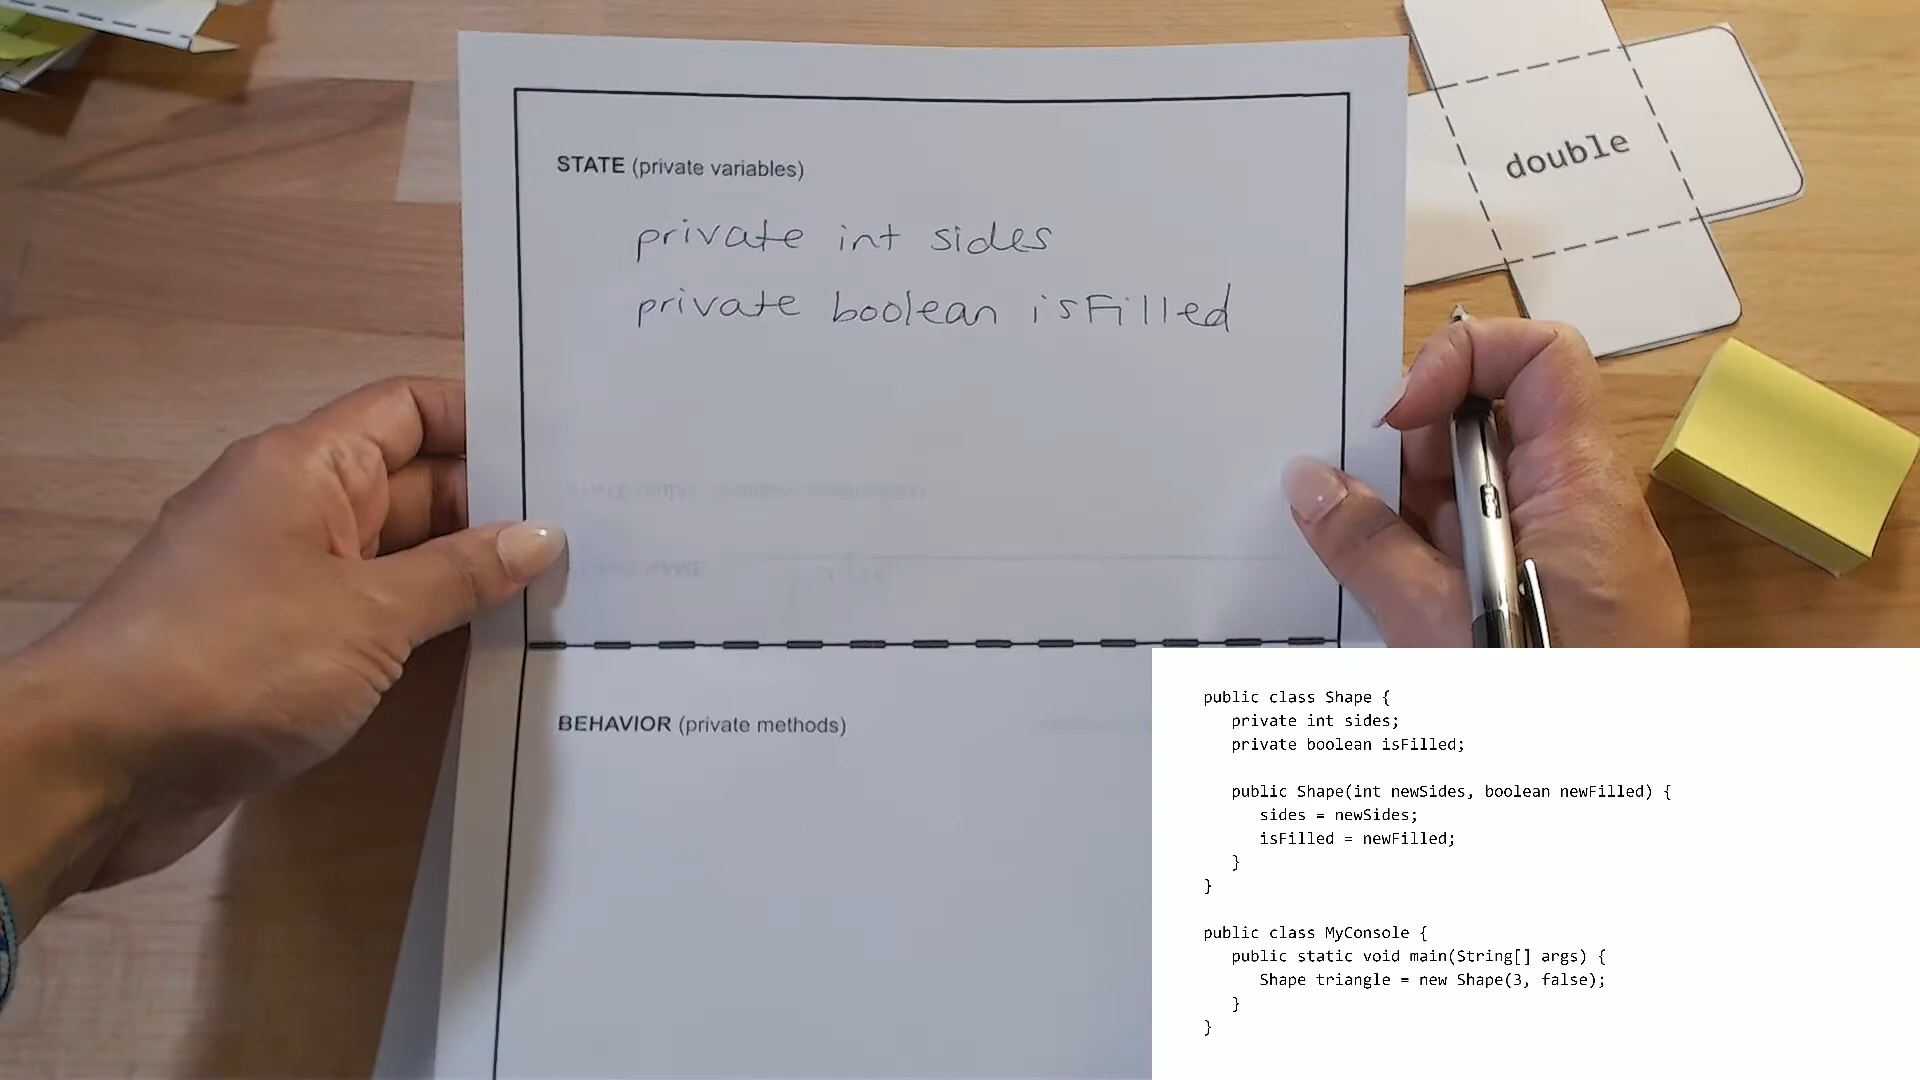 double
STATE (private variables)
private int sides
private boolean isFilled
BEHAVIOR (private methods)
public class Shape {
private int sides;
private boolean isFilled;
public Shape(int newSides, boolean newFilled) {
sides = newSides;
isFilled = newFilled;
}
}
public class MyConsole {
public static void main(String[] args) {
Shape triangle = new Shape(3, false);
}
}